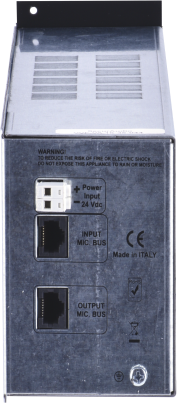 WARNING:
TO REDUCE THE RISK OF FIRE OR ELECTRIC SHOCK
DO NOT EXPOSE THIS APPLIANCE TO RAIN OR MOISTURE
+ Power
Input
- 24 Vdc
INPUT
MIC. BUS
CE
Made in ITALY
OUTPUT
MIC. BUS